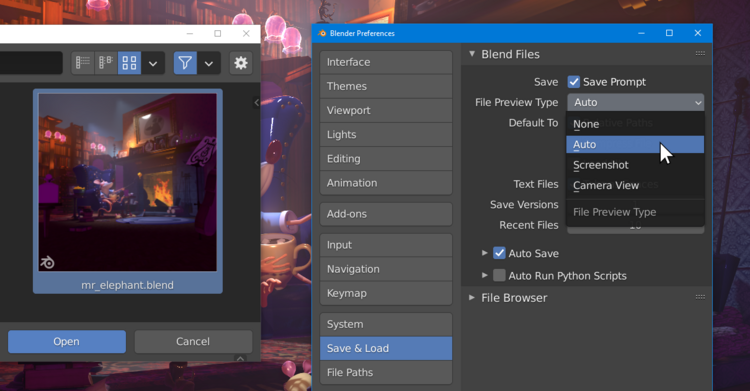 mr_elephant.blend
Open
Cancel
Blender Preferences
Interface
Themes
Viewport
Lights
Editing
Animation
Add-ons
Input
Navigation
Keymap
System
Save & Load
File Paths
Blend Files
Save
Save Prompt
File Preview Type
Auto
Default To
None
Auto
Screenshot
Camera View
File Preview Type
Text Files
Save Versions
Recent Files
Auto Save
Auto Run Python Scripts
File Browser